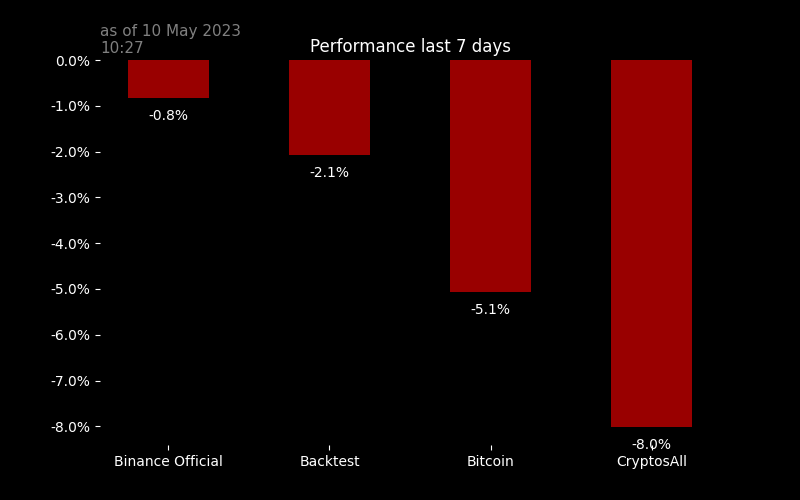 as of 10 May 2023
10:27
Performance last 7 days
0.0%
-1.0%
-2.0%
-3.0%
-4.0%
-5.0%
-6.0%
-7.0%
-8.0%
-0.8%
-2.1%
-5.1%
-8.0%
Binance Official
Backtest
Bitcoin
CryptosAll